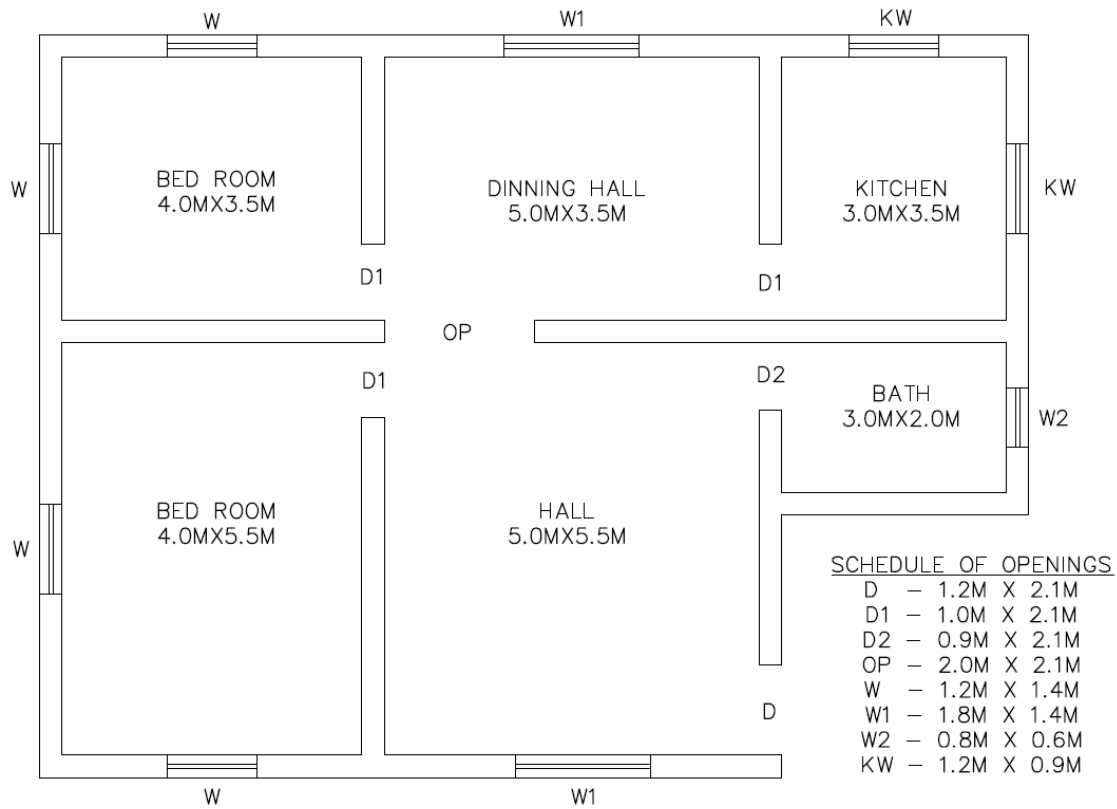 W
W1
KW
W
BED ROOM
4.0MX3.5M
DINNING HALL
5.0MX3.5M
KITCHEN
3.0MX3.5M
KW
D1
D1
OP
D1
D2
BATH
3.0MX2.0M
W2
BED ROOM
4.0MX5.5M
HALL
5.0MX5.5M
W
SCHEDULE OF OPENINGS
D – 1.2M X 2.1M
D1 – 1.0M X 2.1M
D2 – 0.9M X 2.1M
OP – 2.0M X 2.1M
W – 1.2M X 1.4M
W1 – 1.8M X 1.4M
W2 – 0.8M X 0.6M
KW – 1.2M X 0.9M
D
W
W1